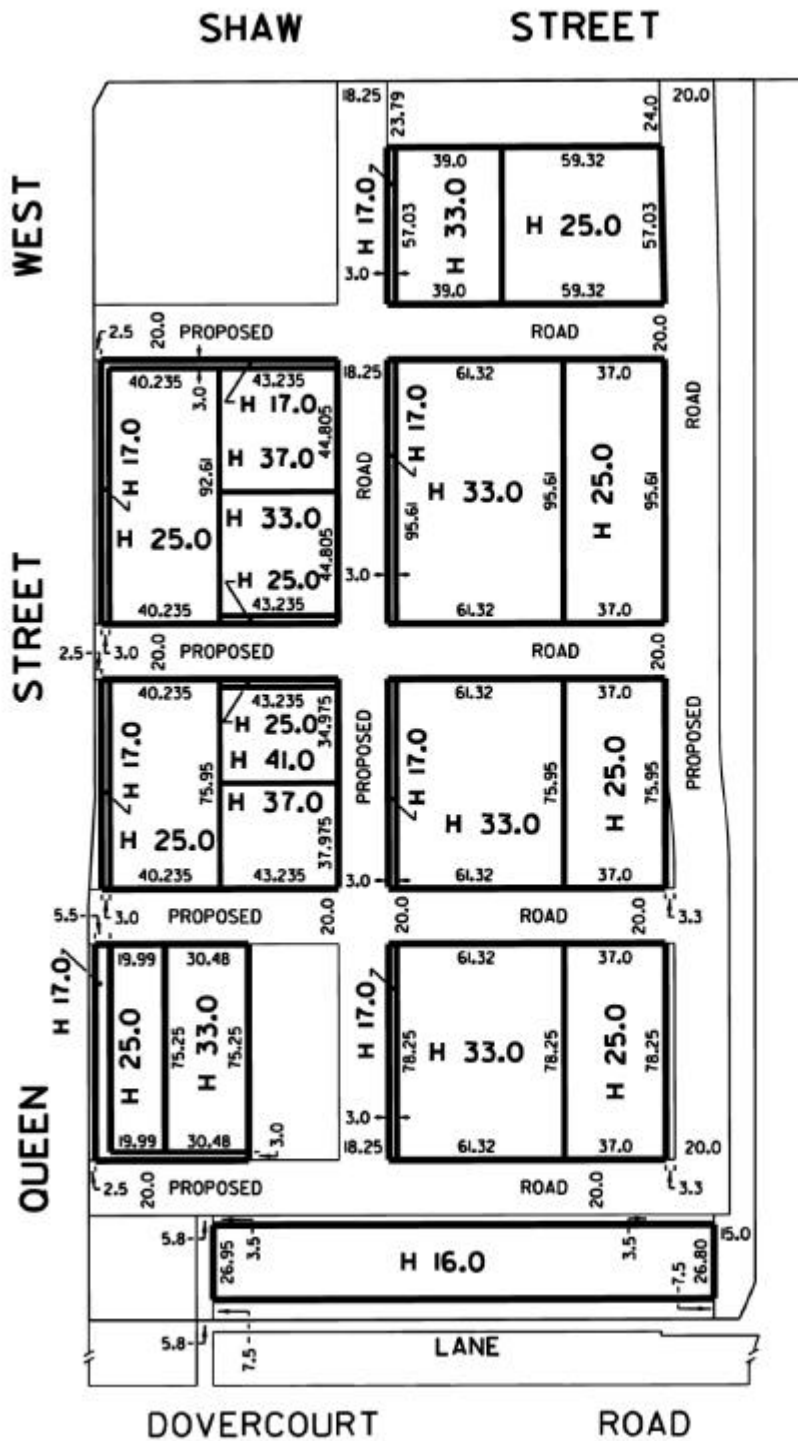 SHAW STREET
WEST
18.25
23.79
24.0
20.0
39.0 59.32
H 17.0
57.03
H 33.0
H 25.0
57.03
3.0
39.0 59.32
2.5
20.0
PROPOSED ROAD
20.0
40.235
3.0
43.235
18.25
61.32 37.0
ROAD
H 17.0
44.805
H 17.0
H 37.0
H 17.0
92.61
ROAD
H 33.0
H 25.0
H 33.0
95.61
95.61
H 25.0
95.61
H 25.0
44.805
3.0
40.235 43.235
61.32 37.0
STREET
2.5
3.0
20.0
PROPOSED ROAD
20.0
40.235
43.235
34.975
61.32 37.0
H 17.0
H 25.0
H 41.0
PROPOSED
H 17.0
PROPOSED
75.95
H 37.0
75.95
H 25.0
75.95
H 25.0
37.975
H 33.0
40.235 43.235
3.0
61.32 37.0
5.5
3.0
PROPOSED
20.0
20.0
ROAD
20.0
3.3
19.99 30.48
61.32 37.0
H 17.0
H 25.0
75.25
H 33.0
75.25
H 17.0
78.25
H 33.0
78.25
H 25.0
78.25
QUEEN
3.0
19.99 30.48
3.0
18.25
61.32 37.0
20.0
2.5
20.0
PROPOSED ROAD
20.0
3.3
5.8
26.95
3.5
H 16.0
3.5
7.5
26.80
15.0
5.8
7.5
LANE
DOVERCOURT ROAD